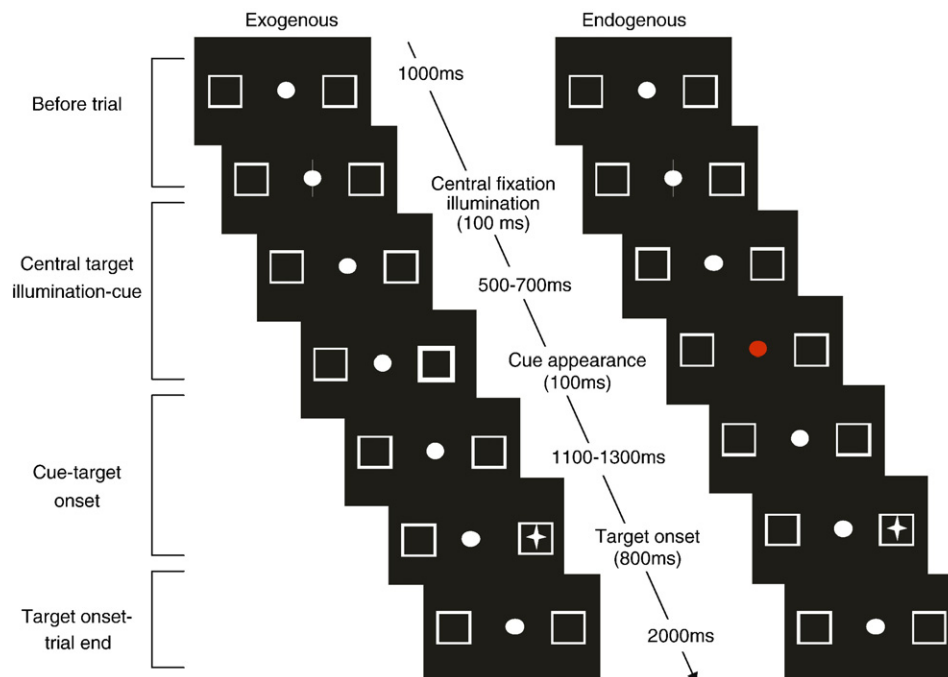 Exogenous
Endogenous
Before trial
1000ms
Central fixation
illumination
(100 ms)
Central target
illumination-cue
500-700ms
Cue appearance
(100ms)
Cue-target
onset
1100-1300ms
Target onset
(800ms)
Target onset-
trial end
2000ms